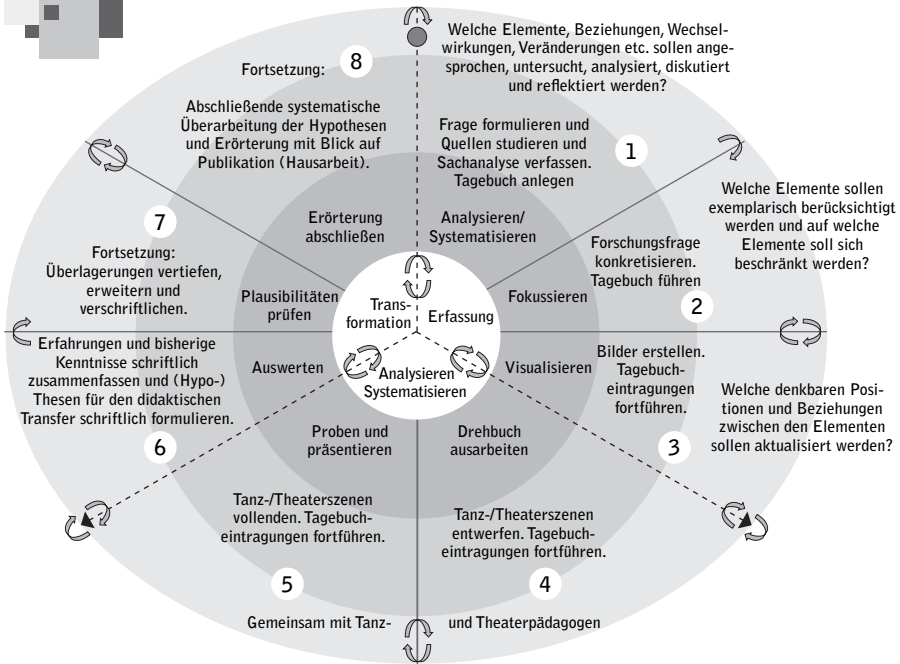 Welche Elemente, Beziehungen, Wechsel-
wirkungen, Veränderungen etc. sollen ange-
sprochen, untersucht, analysiert, diskutiert
und reflektiert werden?
Frage formulieren und
Quellen studieren und
Sachanalyse verfassen.
Tagebuch anlegen
1
Analysieren/
Systematisieren
Welche Elemente sollen
exemplarisch berücksichtigt
werden und auf welche
Elemente soll sich
beschränkt werden?
Forschungsfrage
konkretisieren.
Tagebuch führen
2
Fokussieren
Welche denkbaren Posi-
tionen und Beziehungen
zwischen den Elementen
sollen aktualisiert werden?
Bilder erstellen.
Tagebuch-
eintragungen
fortführen.
3
Visualisieren
Drehbuch
ausarbeiten
Tanz-/Theaterszenen
entwerfen. Tagebuch-
eintragungen fortführen.
4
und Theaterpädagogen
Proben und
präsentieren
Tanz-/Theaterszenen
vollenden. Tagebuch-
eintragungen fortführen.
5
Gemeinsam mit Tanz-
Auswerten
Erfahrungen und bisherige
Kenntnisse schriftlich
zusammenfassen und (Hypo-)
Thesen für den didaktischen
Transfer schriftlich formulieren.
6
7
Fortsetzung:
Überlagerungen vertiefen,
erweitern und
verschriftlichen.
Plausibilitäten
prüfen
Fortsetzung:
8
Abschließende systematische
Überarbeitung der Hypothesen
und Erörterung mit Blick auf
Publikation (Hausarbeit).
Erörterung
abschließen
Trans-
formation
Erfassung
Analysieren
Systematisieren